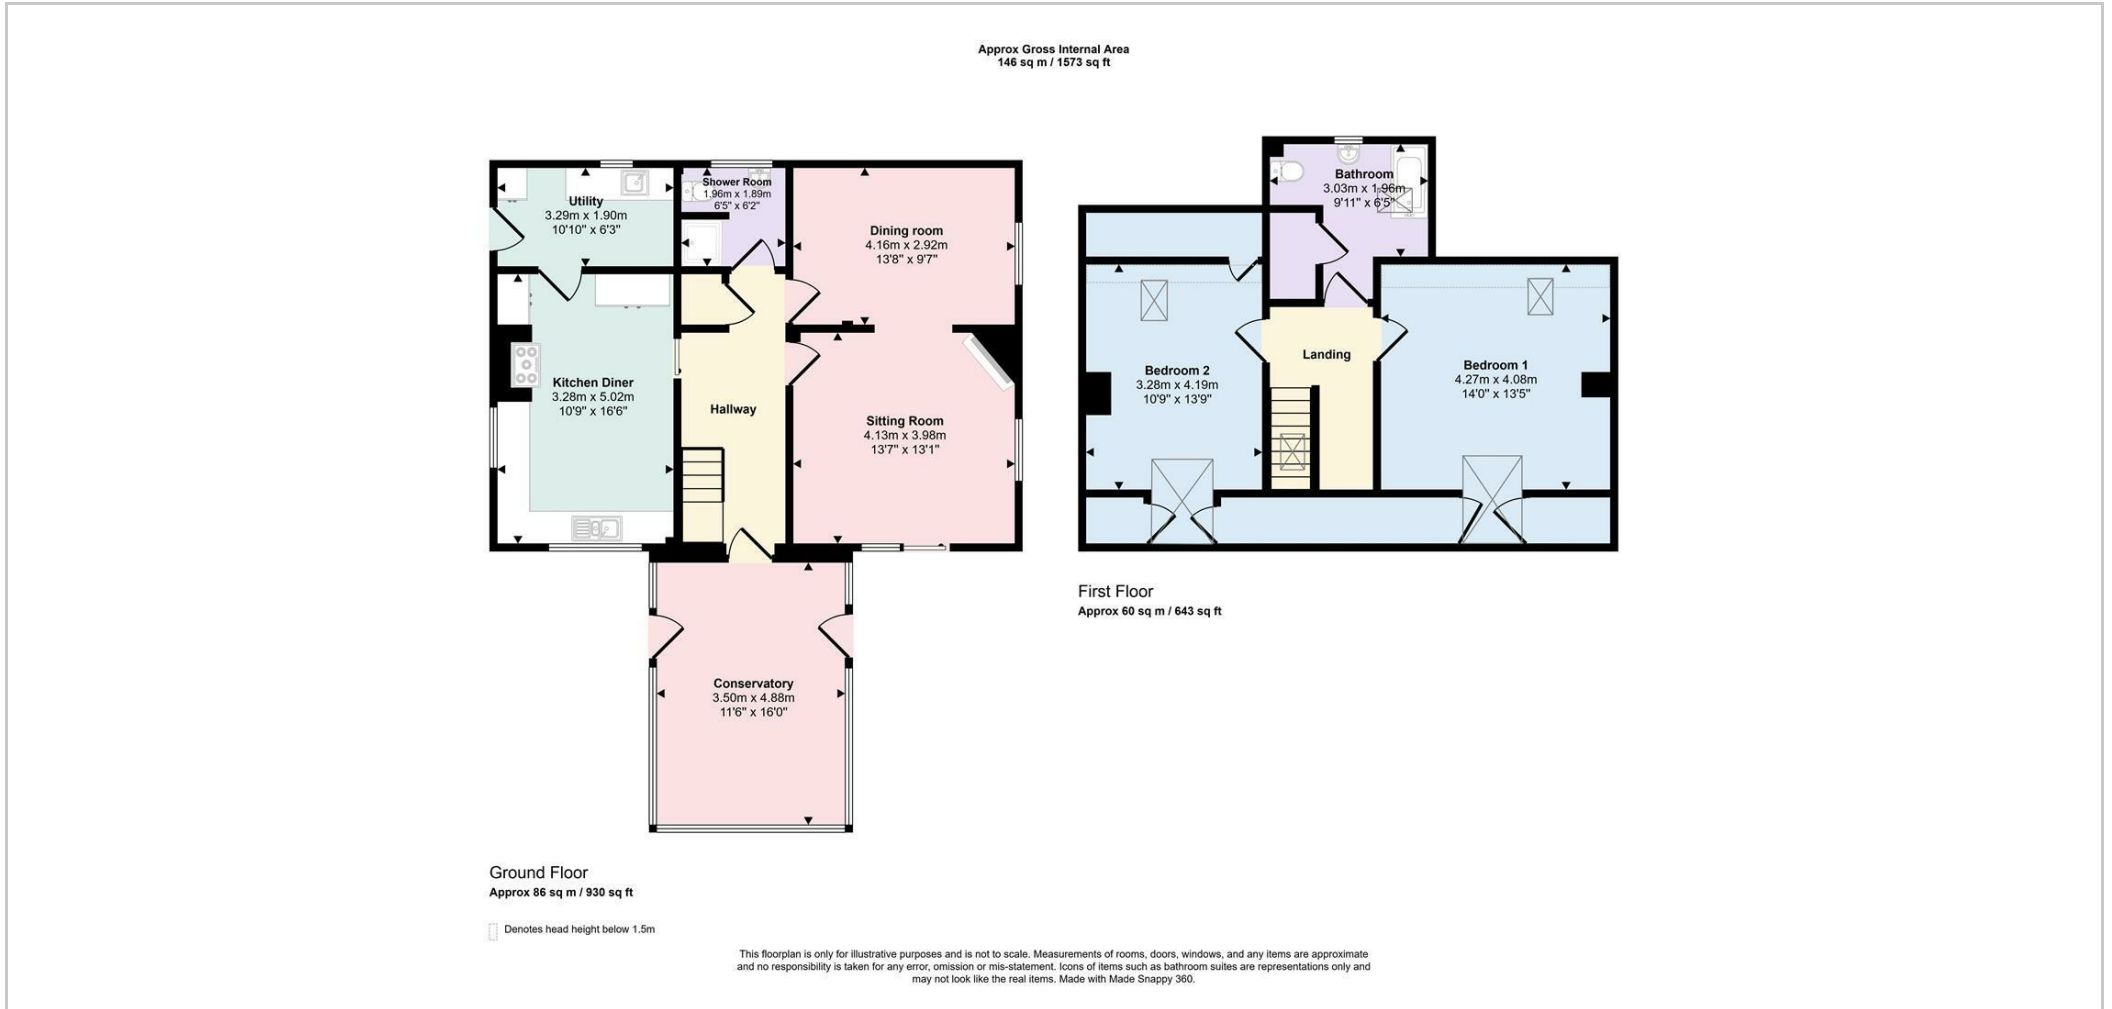 Approx Gross Internal Area
146 sq m / 1573 sq ft
Utility
3.29m x 1.90m
10'10" x 6'3"
Shower Room
1.96m x 1.89m
6'5" x 6'2"
Dining room
4.16m x 2.92m
13'8" x 9'7"
Kitchen Diner
3.28m x 5.02m
10'9" x 16'6"
Hallway
Sitting Room
4.13m x 3.98m
13'7" x 13'1"
Conservatory
3.50m x 4.88m
11'6" x 16'0"
Ground Floor
Approx 86 sq m / 930 sq ft
Bathroom
3.03m x 1.96m
9'11" x 6'5"
Landing
Bedroom 2
3.28m x 4.19m
10'9" x 13'9"
Bedroom 1
4.27m x 4.08m
14'0" x 13'5"
First Floor
Approx 60 sq m / 643 sq ft
Denotes head height below 1.5m
This floorplan is only for illustrative purposes and is not to scale. Measurements of rooms, doors, windows, and any items are approximate
and no responsibility is taken for any error, omission or mis-statement. Icons of items such as bathroom suites are representations only and
may not look like the real items. Made with Made Snappy 360.